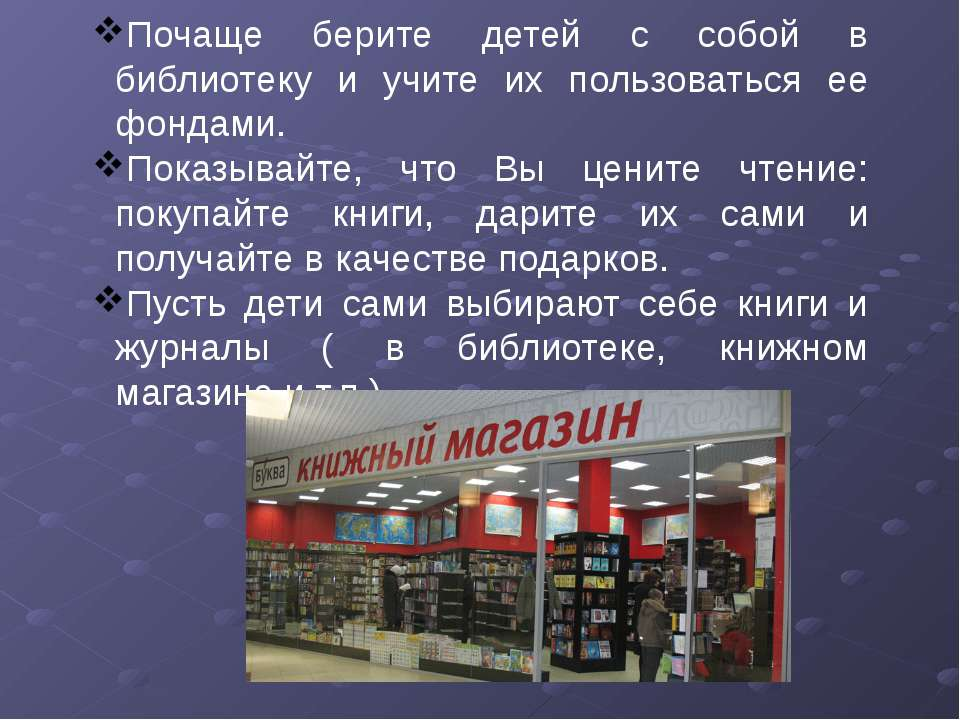 Почаще берите детей с собой в
библиотеку и учите их пользоваться ее
фондами.
Показывайте, что Вы цените чтение:
покупайте книги, дарите их сами и
получайте в качестве подарков.
Пусть дети сами выбирают себе книги и
журналы ( в библиотеке, книжном
магазине и т.п.)
буква книжный магазин